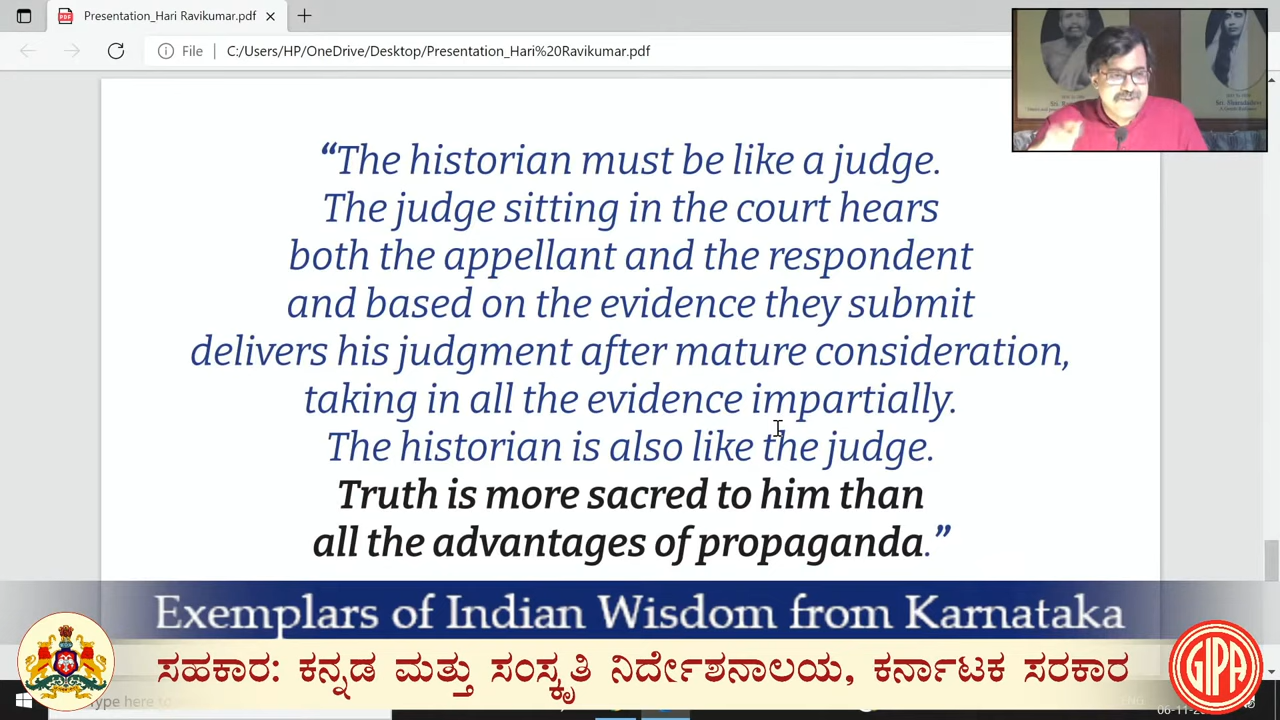 Presentation_Hari Ravikumar.pdf
File
C:/Users/HP/OneDrive/Desktop/Presentation_Hari%20Ravikumar.pdf
“The historian must be like a judge.
The judge sitting in the court hears
both the appellant and the respondent
and based on the evidence they submit
delivers his judgment after mature consideration,
taking in all the evidence impartially.
The historian is also like the judge.
Truth is more sacred to him than
all the advantages of propaganda.”
Exemplars of Indian Wisdom from Karnataka
ಸಹಕಾರ: ಕನ್ನಡ ಮತ್ತು ಸಂಸ್ಕೃತಿ ನಿರ್ದೇಶನಾಲಯ, ಕರ್ನಾಟಕ ಸರಕಾರ
GIPA
Type here to